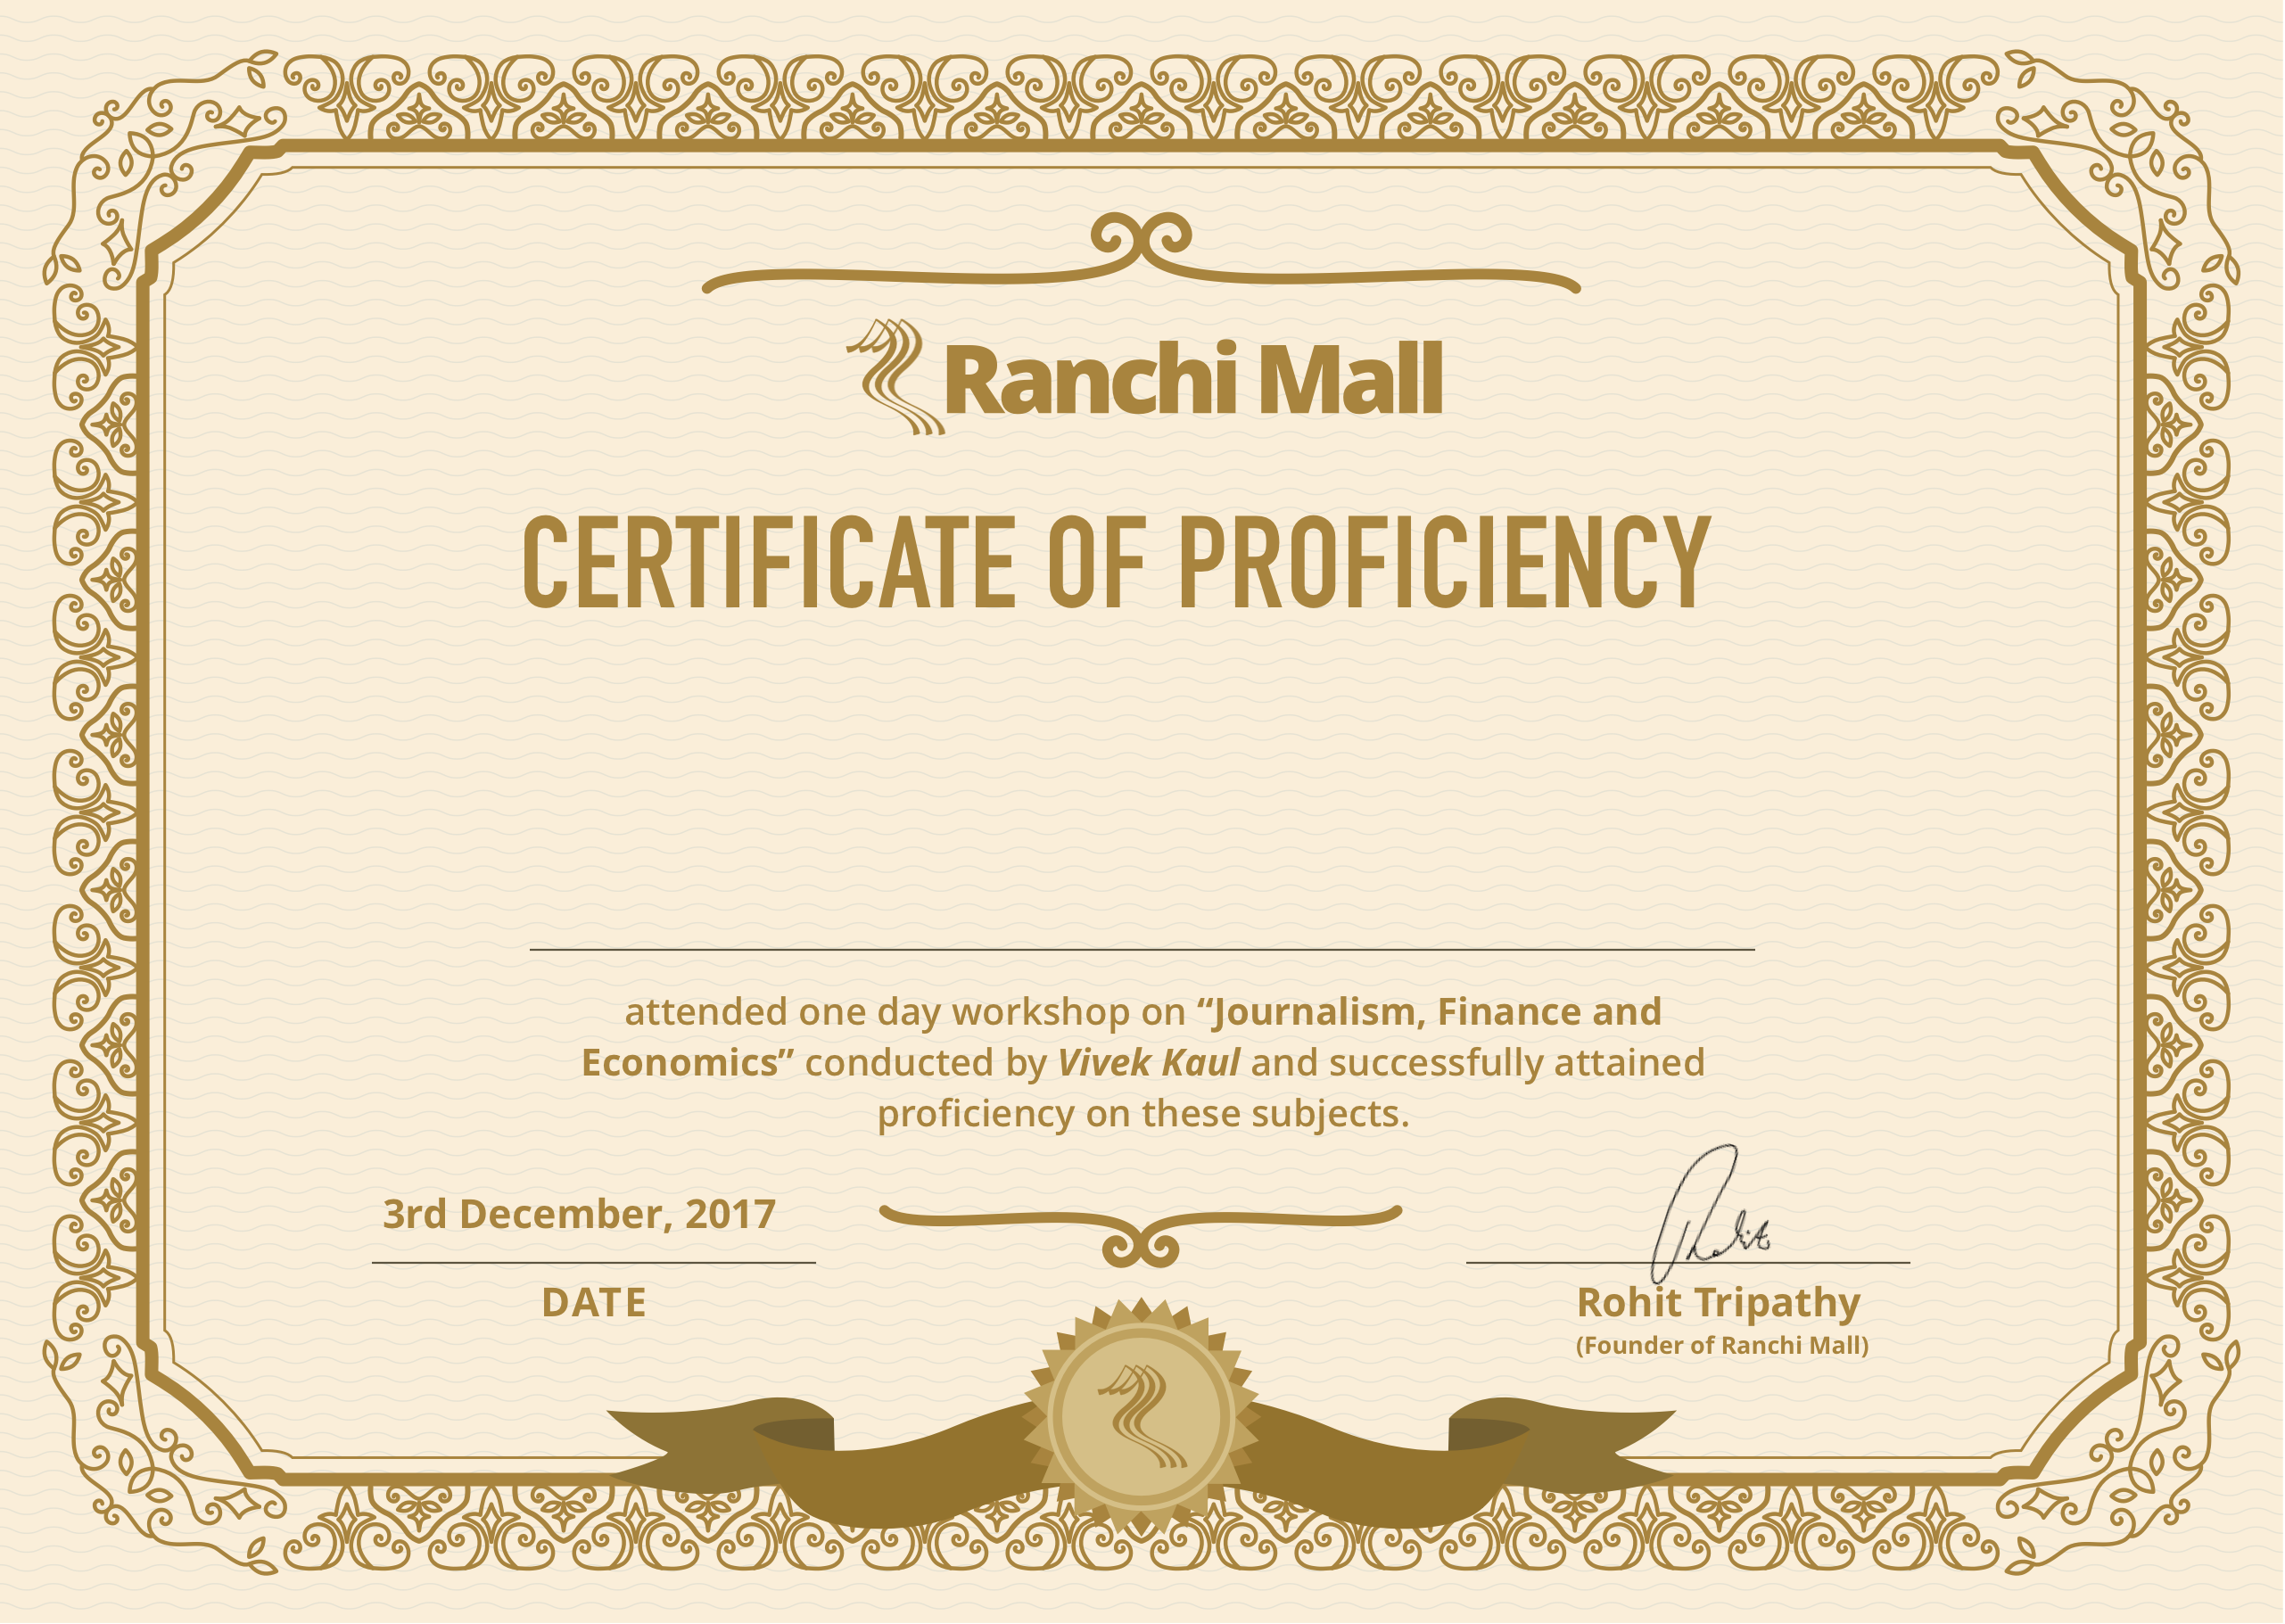 Ranchi Mall
CERTIFICATE OF PROFICIENCY
attended one day workshop on “Journalism, Finance and
Economics” conducted by Vivek Kaul and successfully attained
proficiency on these subjects.
3rd December, 2017
DATE
Rohit
Rohit Tripathy
(Founder of Ranchi Mall)